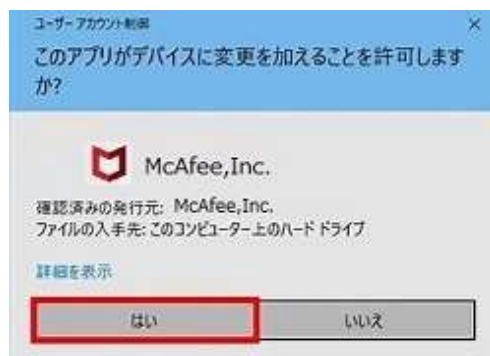 ユーザー アカウント制御
このアプリがデバイスに変更を加えることを許可します
か?
McAfee,Inc.
確認済みの発行元: McAfee,Inc.
ファイルの入手先: このコンピューター上のハード ドライブ
詳細を表示
はい
いいえ